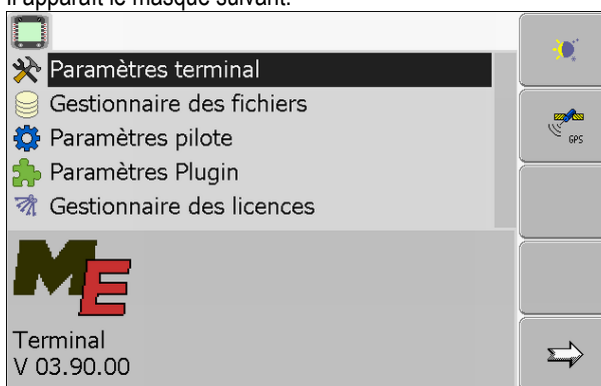 Il apparaît le masque suivant:
Paramètres terminal
Gestionnaire des fichiers
GPS
Paramètres pilote
Paramètres Plugin
Gestionnaire des licences
ME
Terminal
V 03.90.00